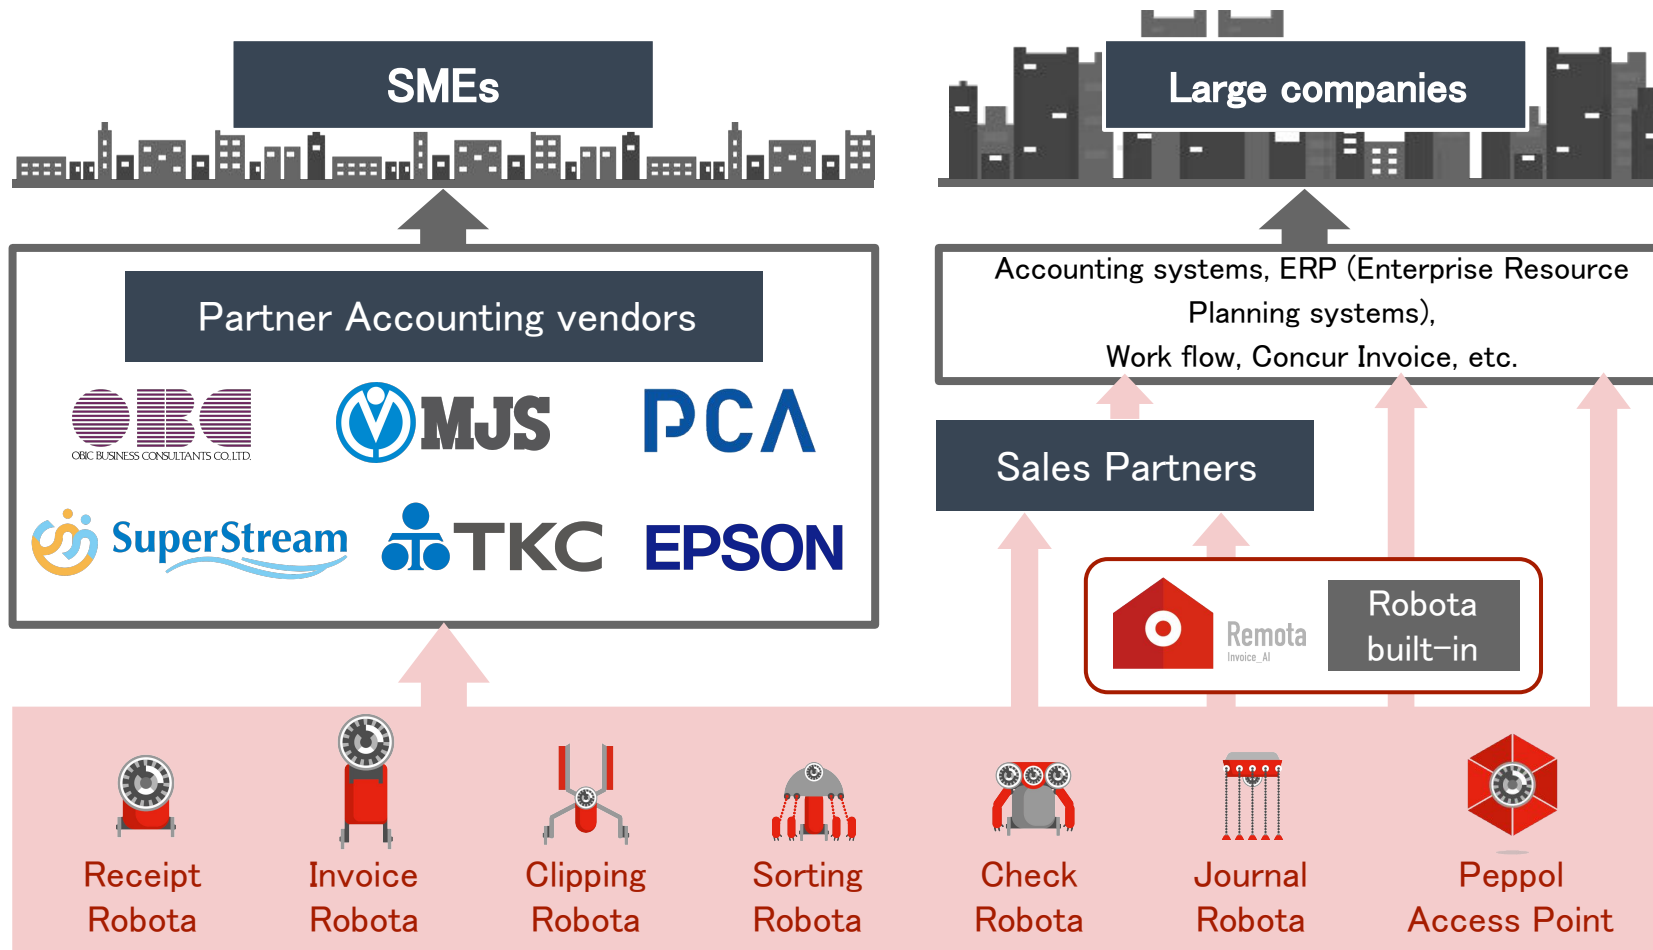 SMEs
Large companies
Partner Accounting vendors
OBC
OBIC BUSINESS CONSULTANTS CO., LTD.
MJS
PCA
SuperStream
TKC
EPSON
Accounting systems, ERP (Enterprise Resource
Planning systems),
Work flow, Concur Invoice, etc.
Sales Partners
Remota
Invoice_AI
Robota
built-in
Receipt
Robota
Invoice
Robota
Clipping
Robota
Sorting
Robota
Check
Robota
Journal
Robota
Peppol
Access Point